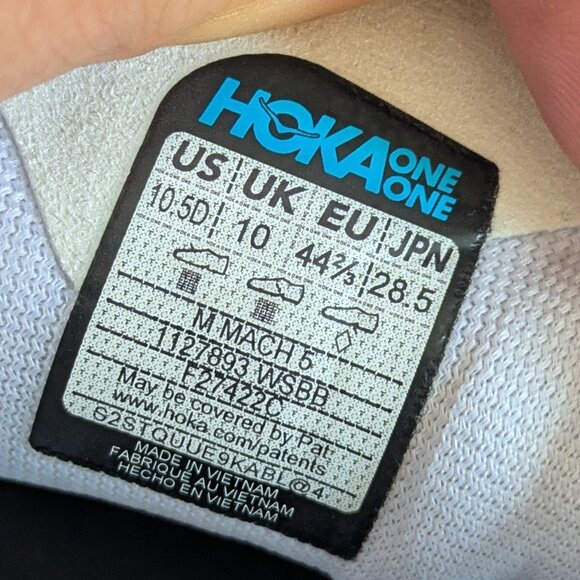 HOKA ONE ONE
US UK EU JPN
10.5D 10 44⅔ 28.5
M MACH 5
1127893 WSBB
F27422C
May be covered by Pat:
www.hoka.com/patents
S2STQUUE9KABL@4
MADE IN VIETNAM
FABRIQUÉ AU VIETNAM
HECHO EN VIETNAM